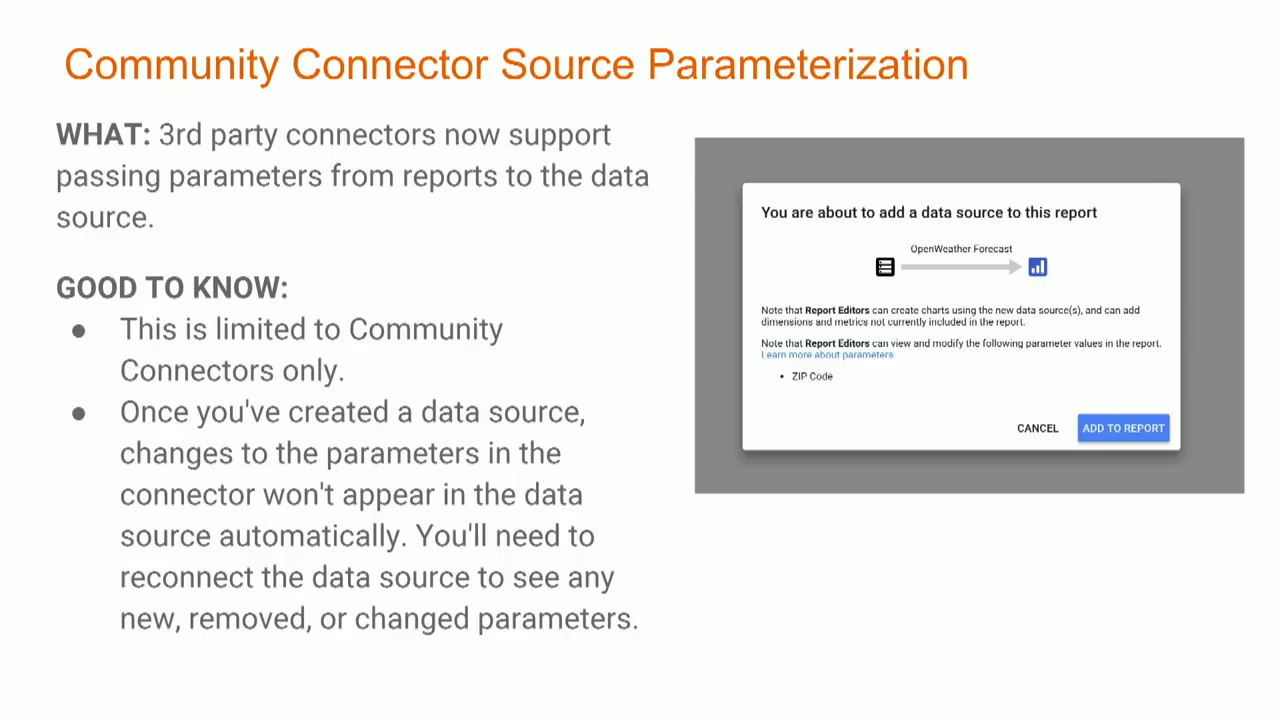 Community Connector Source Parameterization
WHAT: 3rd party connectors now support
passing parameters from reports to the data
source.
GOOD TO KNOW:
● This is limited to Community
Connectors only.
● Once you've created a data source,
changes to the parameters in the
connector won't appear in the data
source automatically. You'll need to
reconnect the data source to see any
new, removed, or changed parameters.
You are about to add a data source to this report
OpenWeather Forecast
Note that Report Editors can create charts using the new data source(s), and can add
dimensions and metrics not currently included in the report.
Note that Report Editors can view and modify the following parameter values in the report.
Learn more about parameters.
• ZIP Code
CANCEL ADD TO REPORT